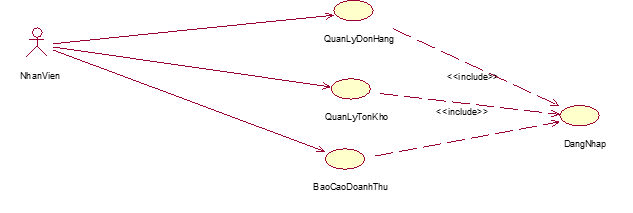 QuanLyDonHang
NhanVien
<<include>>
QuanLyTonKho
<<include>>
DangNhap
BaoCaoDoanhThu